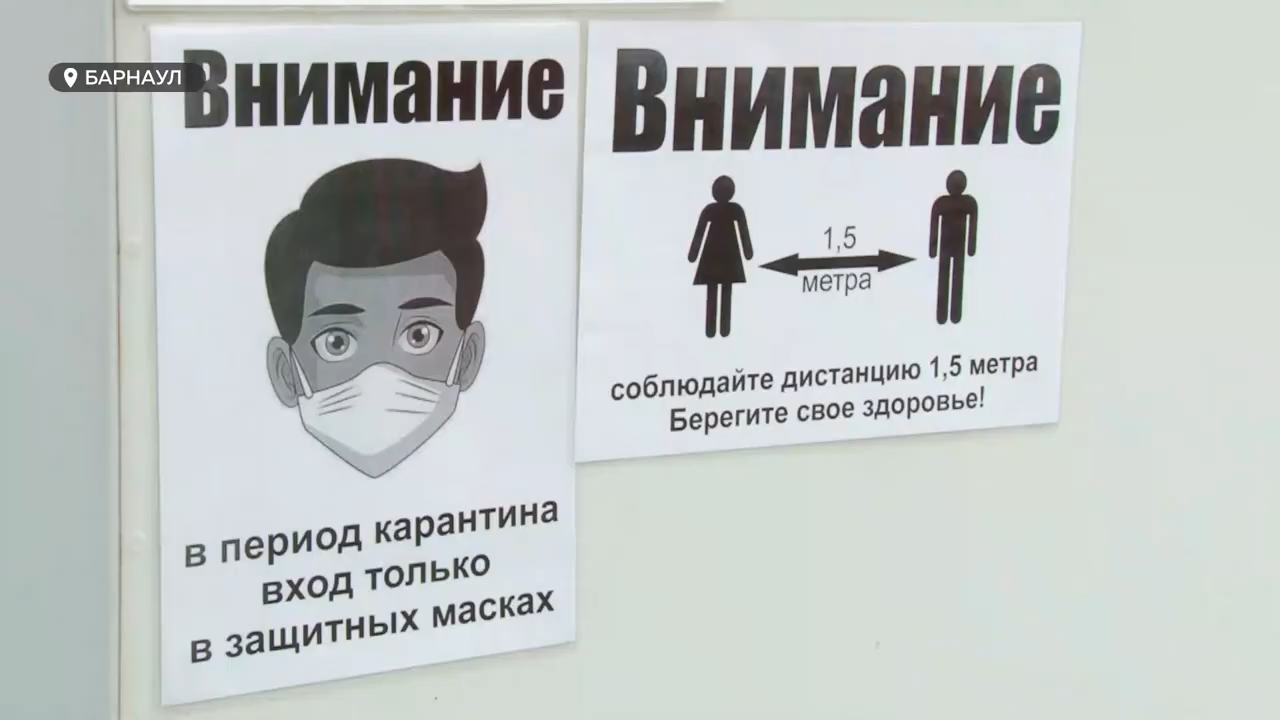 БАРНАУЛ
Внимание
в период карантина
вход только
в защитных масках
Внимание
1,5
метра
соблюдайте дистанцию 1,5 метра
Берегите свое здоровье!